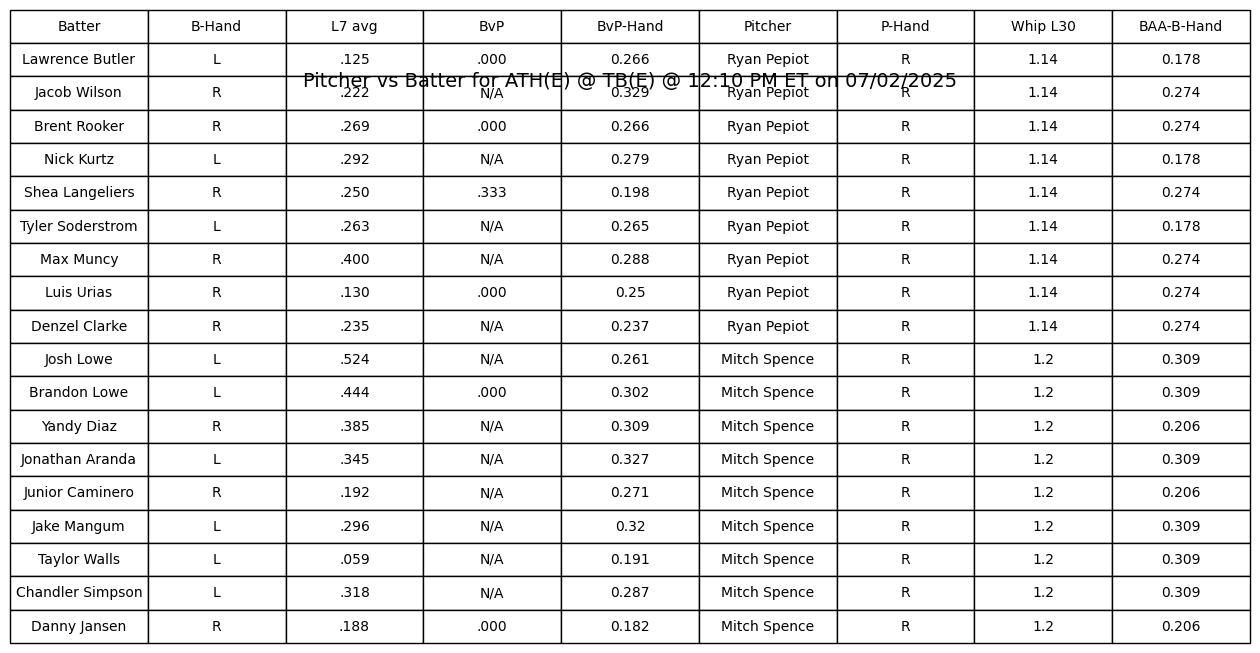 Batter B-Hand L7 avg BvP BvP-Hand Pitcher P-Hand Whip L30 BAA-B-Hand
Lawrence Butler L .125 .000 0.266 Ryan Pepiot R 1.14 0.178
Pitcher vs Batter for ATH(E) @ TB(E) @ 12:10 PM ET on 07/02/2025
Jacob Wilson R .222 N/A 0.329 Ryan Pepiot R 1.14 0.274
Brent Rooker R .269 .000 0.266 Ryan Pepiot R 1.14 0.274
Nick Kurtz L .292 N/A 0.279 Ryan Pepiot R 1.14 0.178
Shea Langeliers R .250 .333 0.198 Ryan Pepiot R 1.14 0.274
Tyler Soderstrom L .263 N/A 0.265 Ryan Pepiot R 1.14 0.178
Max Muncy R .400 N/A 0.288 Ryan Pepiot R 1.14 0.274
Luis Urias R .130 .000 0.25 Ryan Pepiot R 1.14 0.274
Denzel Clarke R .235 N/A 0.237 Ryan Pepiot R 1.14 0.274
Josh Lowe L .524 N/A 0.261 Mitch Spence R 1.2 0.309
Brandon Lowe L .444 .000 0.302 Mitch Spence R 1.2 0.309
Yandy Diaz R .385 N/A 0.309 Mitch Spence R 1.2 0.206
Jonathan Aranda L .345 N/A 0.327 Mitch Spence R 1.2 0.309
Junior Caminero R .192 N/A 0.271 Mitch Spence R 1.2 0.206
Jake Mangum L .296 N/A 0.32 Mitch Spence R 1.2 0.309
Taylor Walls L .059 N/A 0.191 Mitch Spence R 1.2 0.309
Chandler Simpson L .318 N/A 0.287 Mitch Spence R 1.2 0.309
Danny Jansen R .188 .000 0.182 Mitch Spence R 1.2 0.206